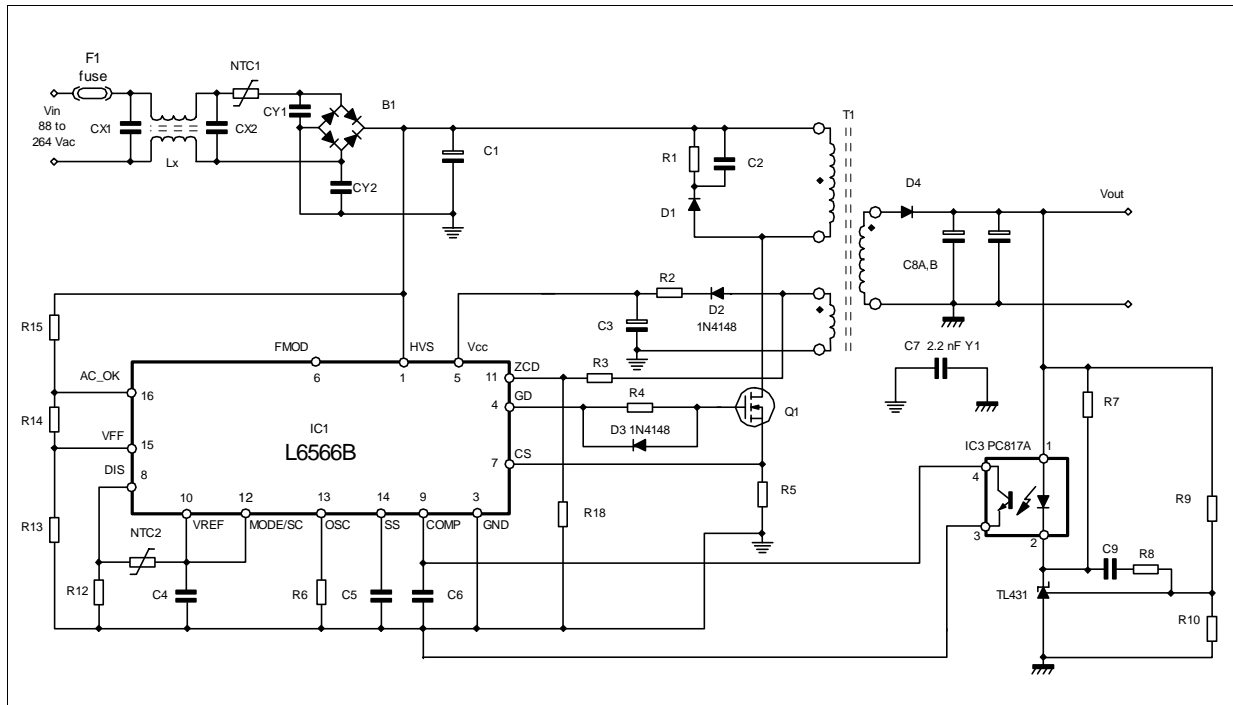 F1
fuse
NTC1
CY1
B1
Vin
88 to
264 Vac
CX1
CX2
Lx
CY2
C1
R1
C2
D1
T1
D4
Vout
C8A,B
R2
D2
1N4148
C3
C7 2.2 nF Y1
R15
FMOD
HVS
Vcc
6
1
5
ZCD
11
R3
AC_OK
16
GD
4
R4
Q1
R7
R14
IC1
L6566B
D3 1N4148
VFF
15
CS
7
IC3 PC817A
1
4
DIS
8
R5
R9
10
12
13
14
9
3
R18
R13
VREF
MODE/SC
OSC
SS
COMP
GND
3
2
NTC2
C9
R8
R12
C4
R6
C5
C6
TL431
R10